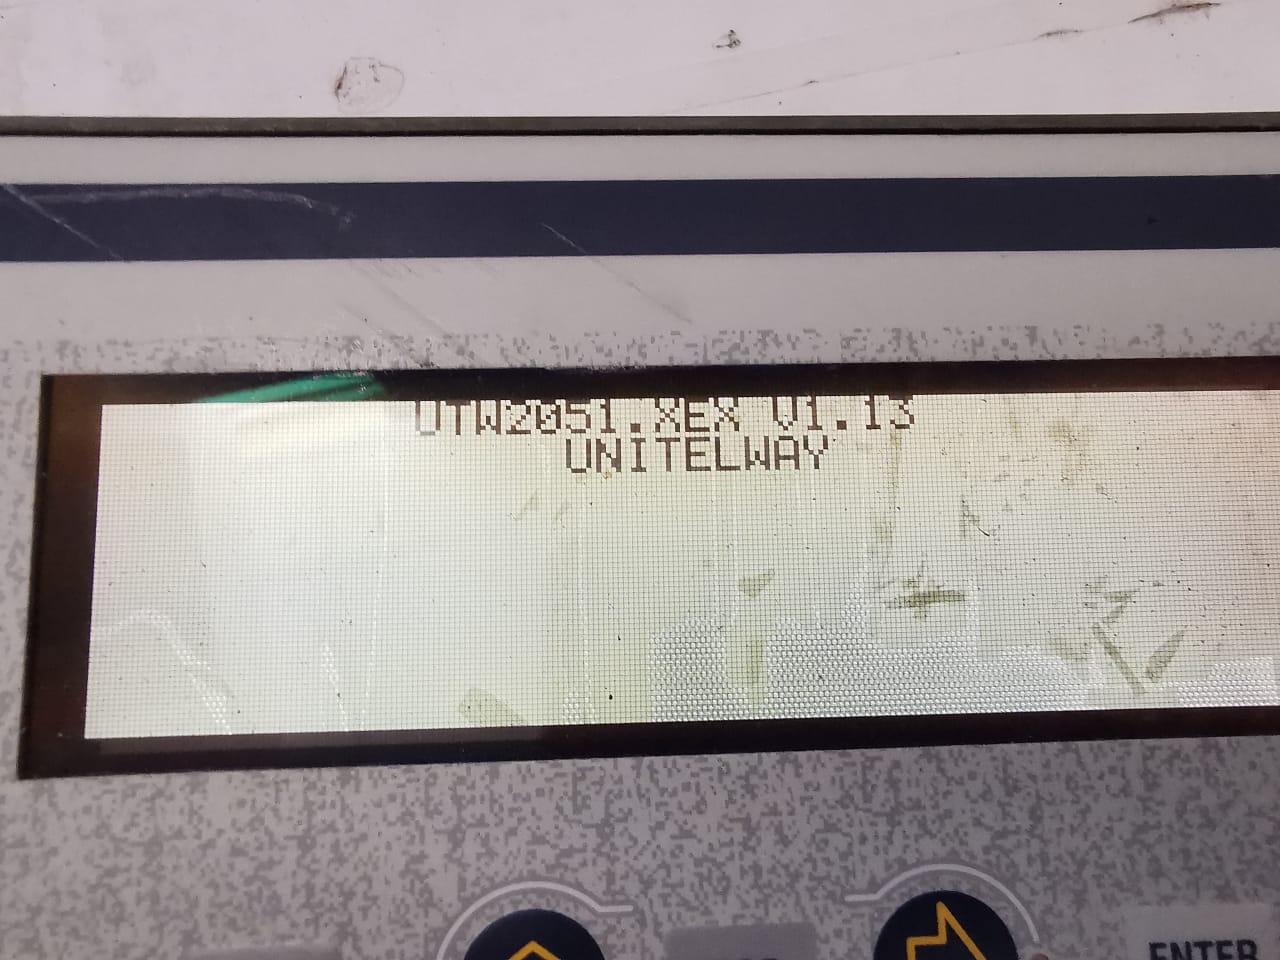 UTW2051.XEX V1.13
UNITELWAY
ENTER